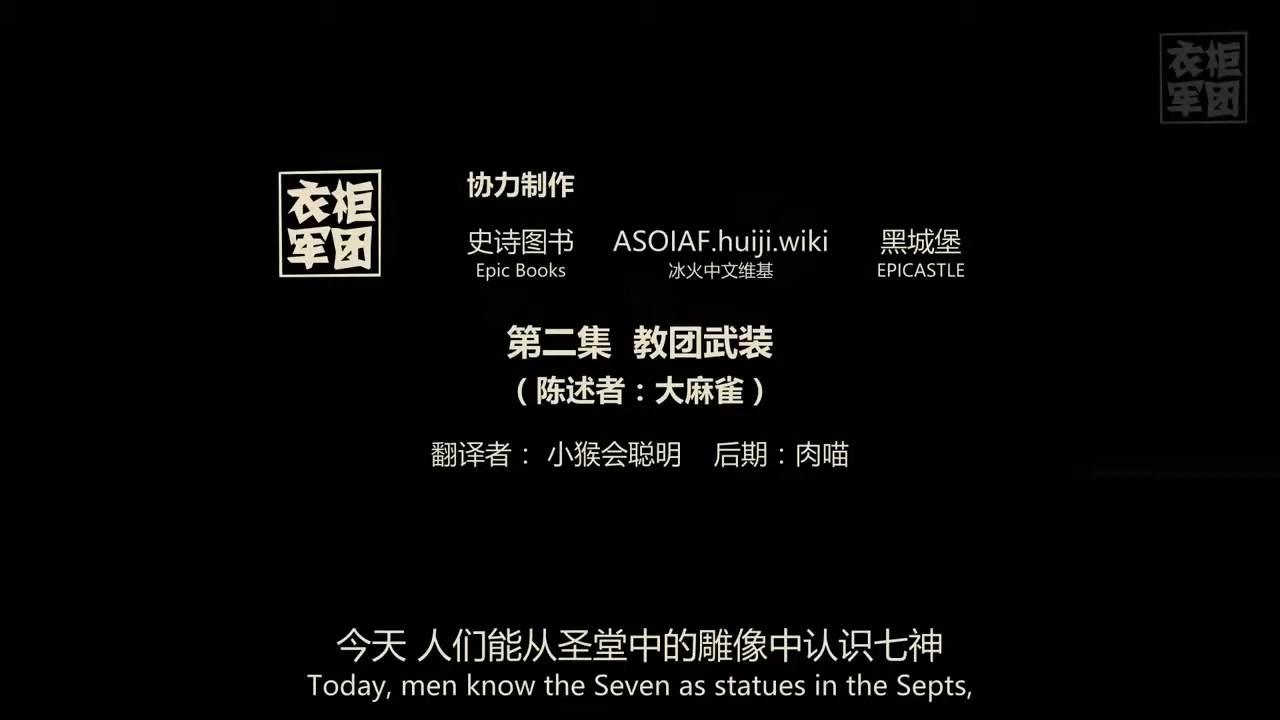 衣柜
军团
衣柜
军团
协力制作
史诗图书 ASOIAF.huiji.wiki 黑城堡
Epic Books 冰火中文维基 EPICASTLE
第二集 教团武装
（陈述者：大麻雀）
翻译者： 小猴会聪明 后期：肉喵
今天 人们能从圣堂中的雕像中认识七神
Today, men know the Seven as statues in the Septs,